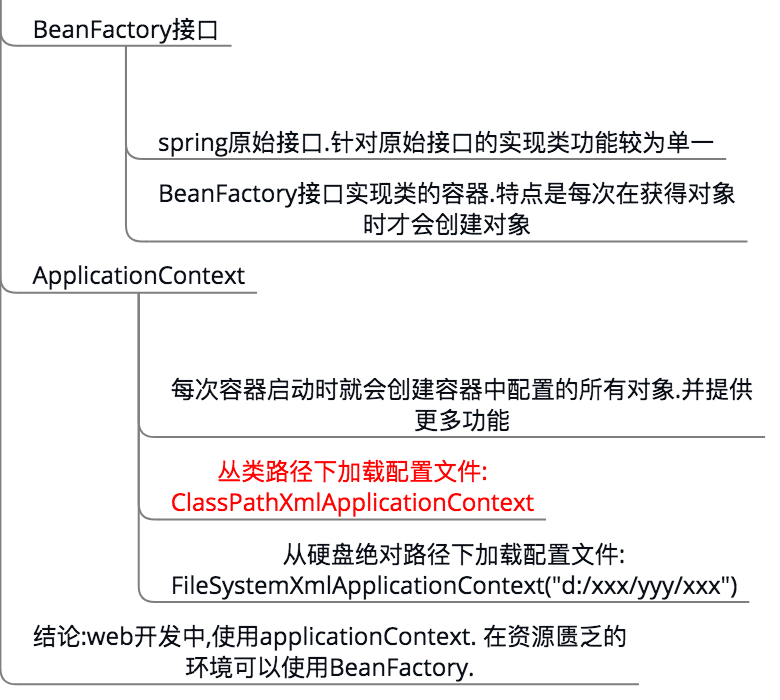 BeanFactory接口
spring原始接口.针对原始接口的实现类功能较为单一
BeanFactory接口实现类的容器.特点是每次在获得对象
时才会创建对象
ApplicationContext
每次容器启动时就会创建容器中配置的所有对象.并提供
更多功能
丛类路径下加载配置文件:
ClassPathXmlApplicationContext
从硬盘绝对路径下加载配置文件:
FileSystemXmlApplicationContext("d:/xxx/yyy/xxx")
结论:web开发中,使用applicationContext. 在资源匮乏的
环境可以使用BeanFactory.